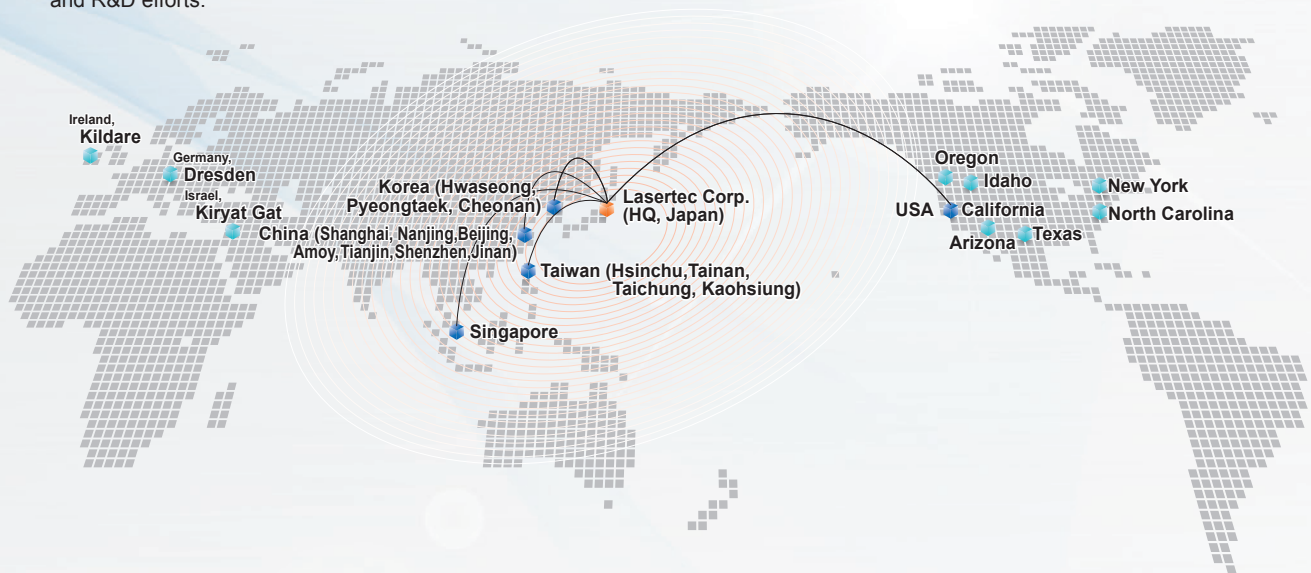 and R&D efforts.
Ireland,
Kildare
Germany,
Dresden
Israel,
Kiryat Gat
Korea (Hwaseong,
Pyeongtaek, Cheonan)
China (Shanghai, Nanjing,Beijing,
Amoy,Tianjin,Shenzhen,Jinan)
Lasertec Corp.
(HQ, Japan)
Taiwan (Hsinchu,Tainan,
Taichung, Kaohsiung)
Singapore
Oregon
Idaho
USA
California
Arizona
Texas
New York
North Carolina